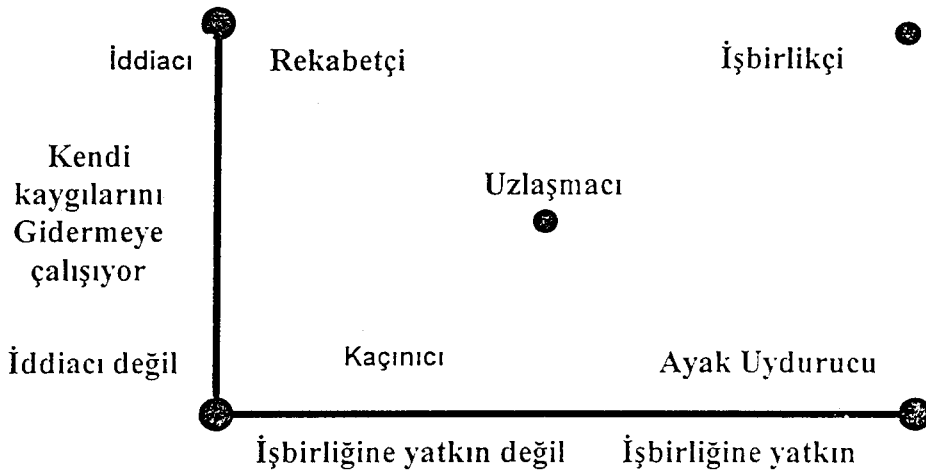 İddiacı
Rekabetçi
İşbirlikçi
Kendi
kaygılarını
Gidermeye
çalışıyor
Uzlaşmacı
İddiacı değil
Kaçınıcı
Ayak Uydurucu
İşbirliğine yatkın değil
İşbirliğine yatkın